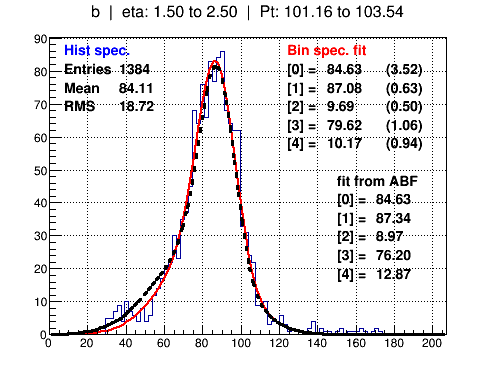 b | eta: 1.50 to 2.50 | Pt: 101.16 to 103.54
Hist spec.
Entries 1384
Mean 84.11
RMS 18.72
Bin spec. fit
[0] = 84.63 (3.52)
[1] = 87.08 (0.63)
[2] = 9.69 (0.50)
[3] = 79.62 (1.06)
[4] = 10.17 (0.94)
fit from ABF
[0] = 84.63
[1] = 87.34
[2] = 8.97
[3] = 76.20
[4] = 12.87
90
80
70
60
50
40
30
20
10
0
0 20 40 60 80 100 120 140 160 180 200